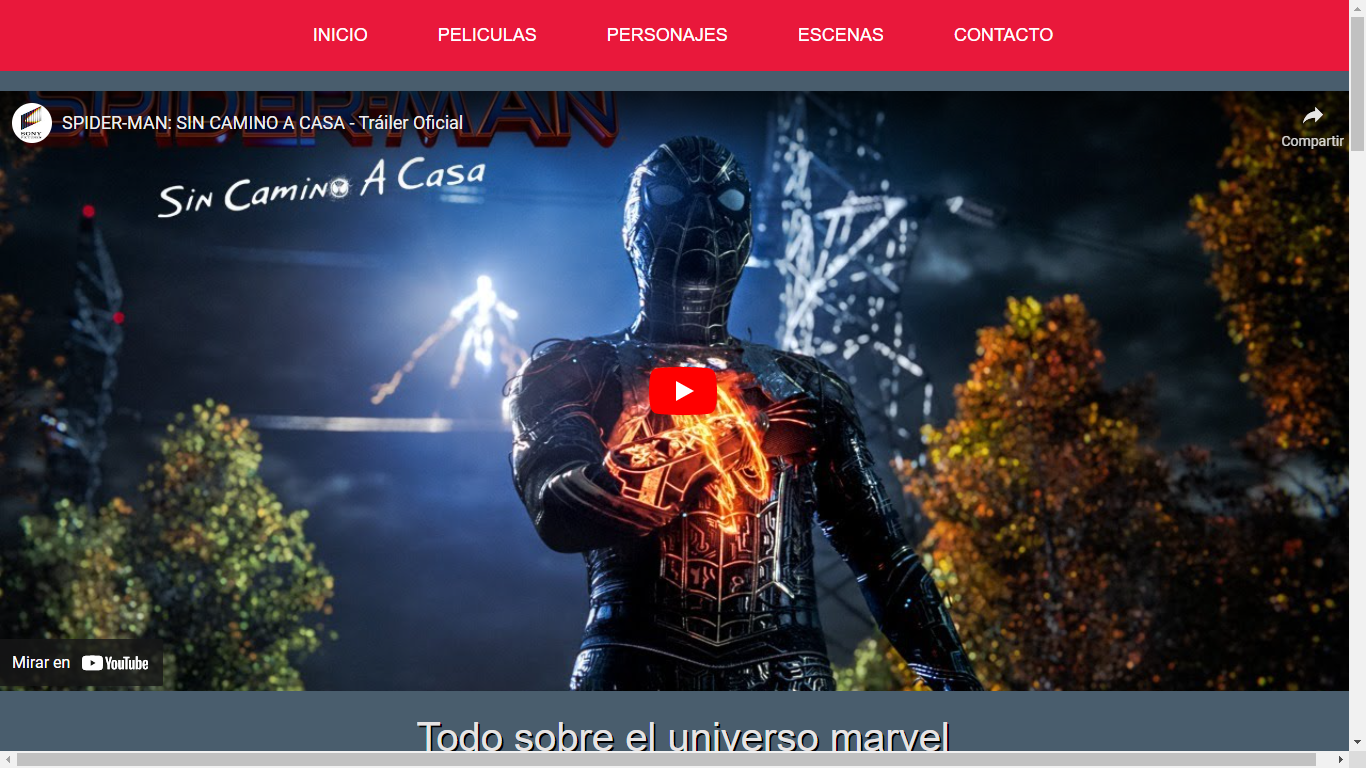 INICIO PELICULAS PERSONAJES ESCENAS CONTACTO
SPIDER-MAN
SONY
SPIDER-MAN: SIN CAMINO A CASA - Tráiler Oficial
Compartir
Sin Camino A Casa
Mirar en YouTube
Todo sobre el universo marvel